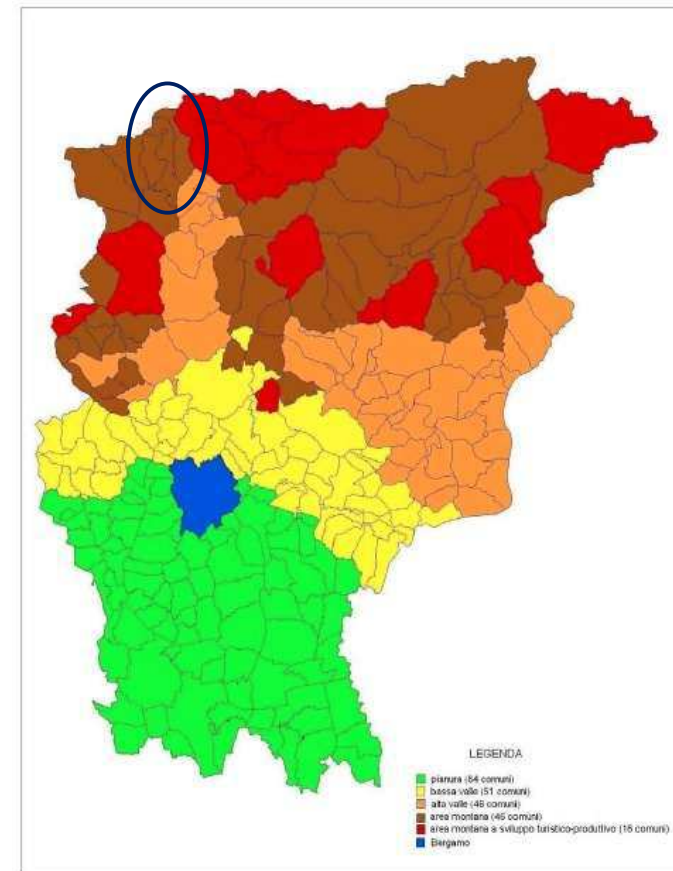 LEGENDA
pianura (64 comuni)
bassa valle (51 comuni)
alta valle (46 comuni)
area montana (46 comuni)
area montana a sviluppo turistico-produttivo (16 comuni)
Bergamo